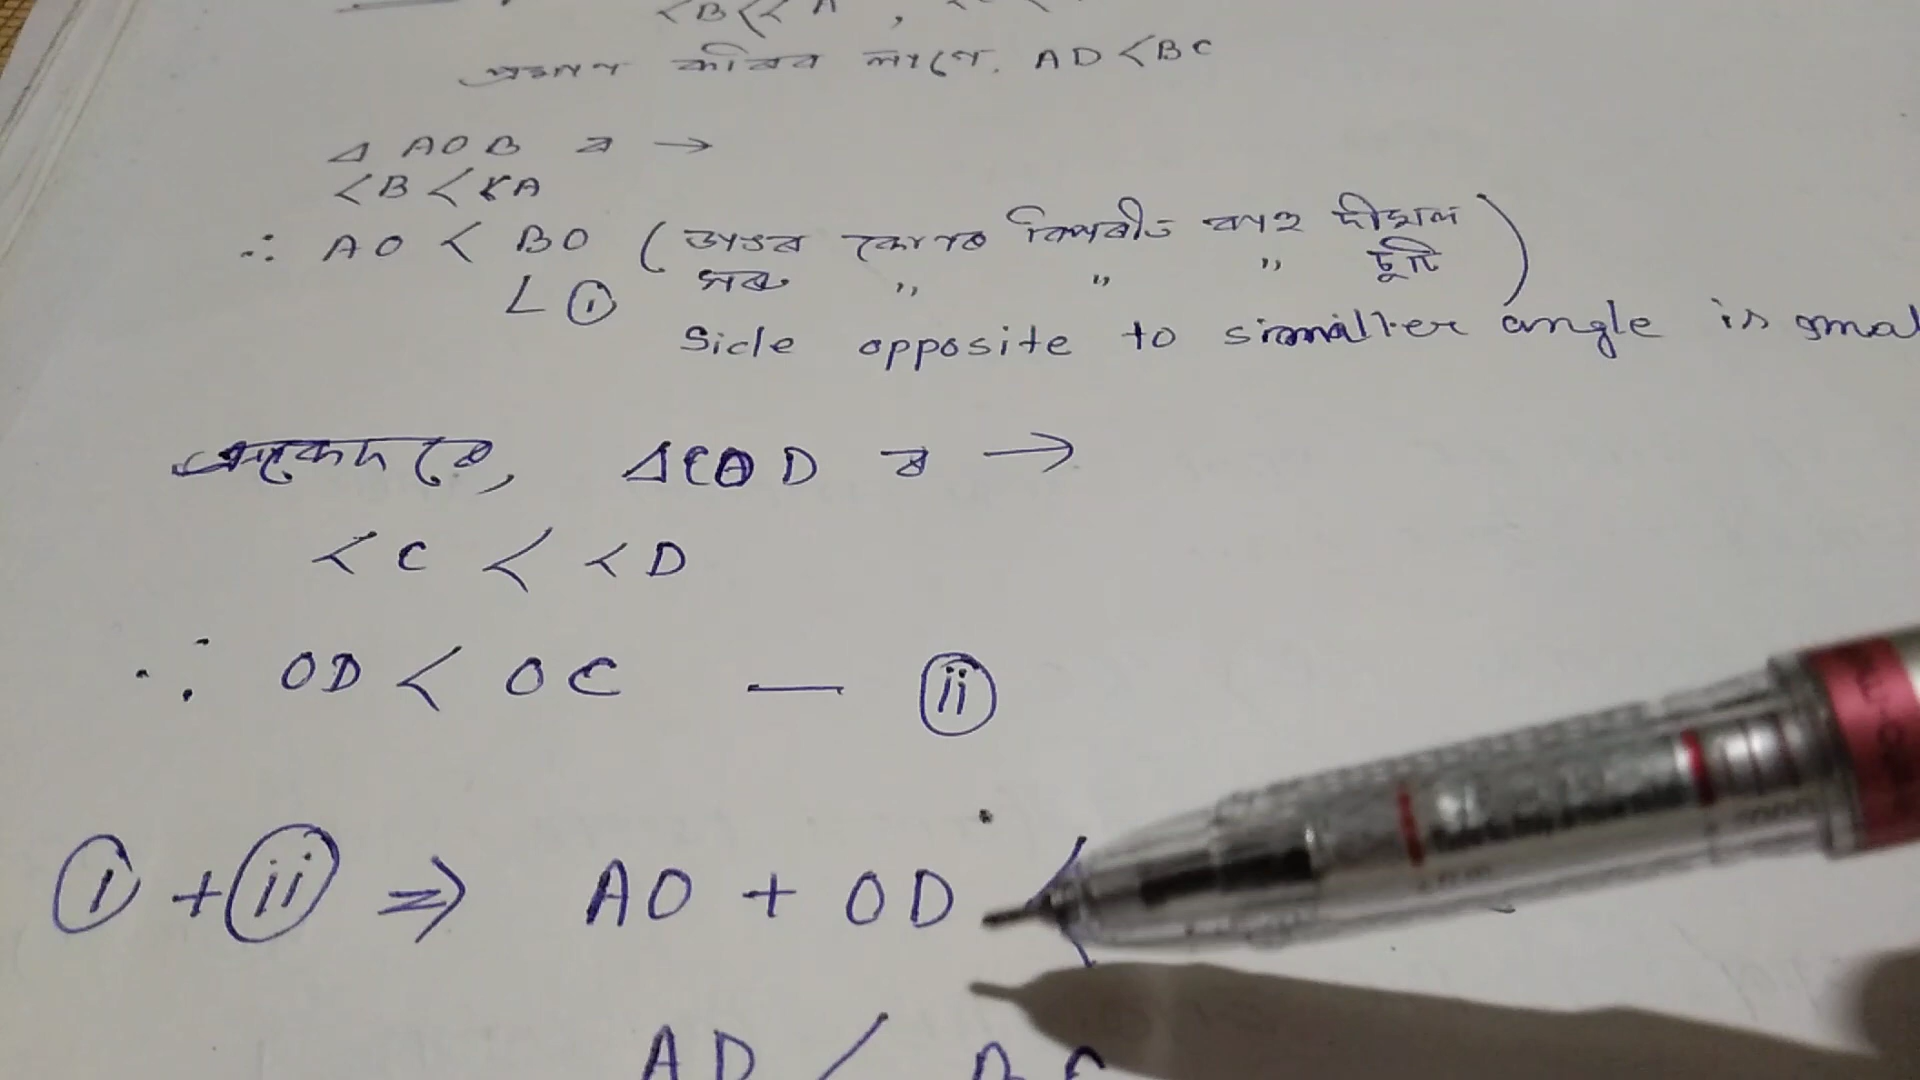 <B << A ,
প্ৰমাণ কৰিব লাগে. AD < BC
Δ AOB ৰ →
<B < <A
∴ AO < BO (ডাঙৰ কোণৰ বিপৰীত বাহু দীঘল
সৰু " " " চুটি)
L ⓘ
Side opposite to smaller angle is smal
একেদৰে, ΔCOD ৰ →
<C < <D
∴ OD < OC — ⓘⓘ
ⓘ + ⓘⓘ ⇒ AO + OD <
AD <